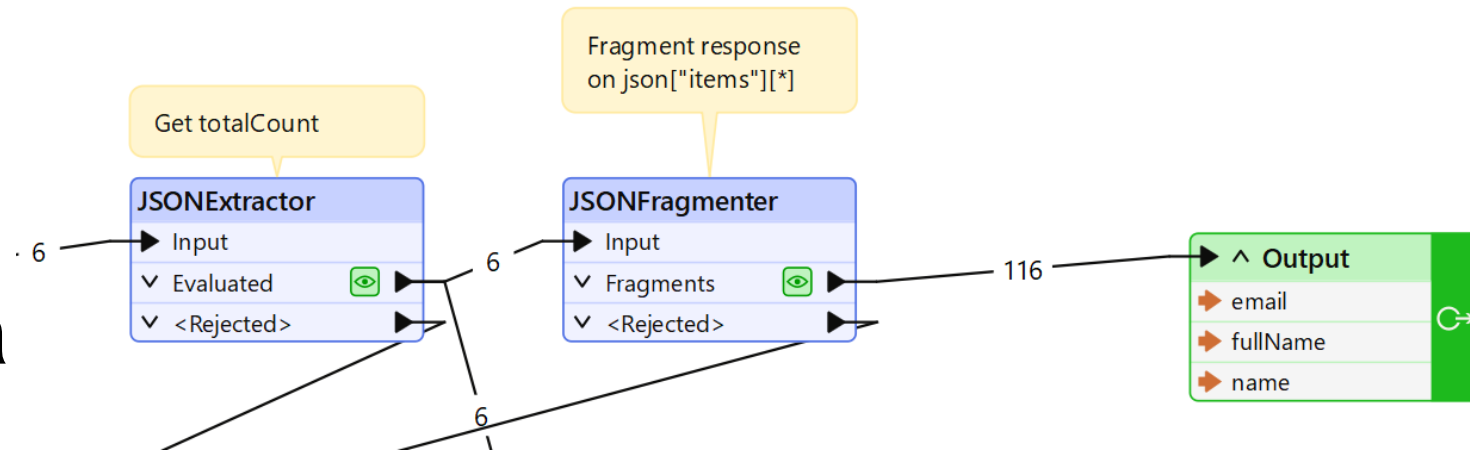 Fragment response
on json["items"][*]
Get totalCount
JSONExtractor
Input
Evaluated
<Rejected>
JSONFragmenter
Input
Fragments
<Rejected>
Output
email
fullName
name
6
6
116
6